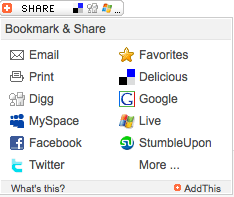 SHARE ...
Bookmark & Share
Email Favorites
Print Delicious
Digg Google
MySpace Live
Facebook StumbleUpon
Twitter More ...
What's this? AddThis